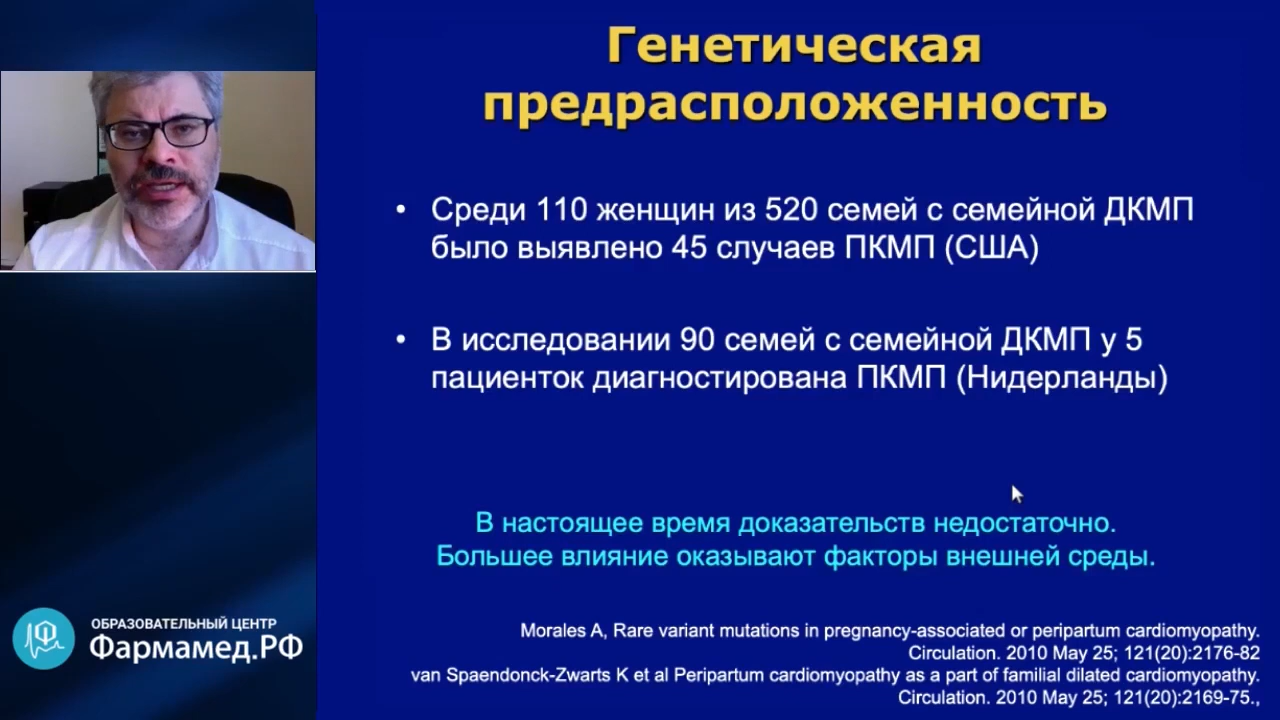 Генетическая
предрасположенность
• Среди 110 женщин из 520 семей с семейной ДКМП
было выявлено 45 случаев ПКМП (США)
• В исследовании 90 семей с семейной ДКМП у 5
пациенток диагностирована ПКМП (Нидерланды)
В настоящее время доказательств недостаточно.
Большее влияние оказывают факторы внешней среды.
Morales A, Rare variant mutations in pregnancy-associated or peripartum cardiomyopathy.
Circulation. 2010 May 25; 121(20):2176-82
van Spaendonck-Zwarts K et al Peripartum cardiomyopathy as a part of familial dilated cardiomyopathy.
Circulation. 2010 May 25; 121(20):2169-75.,
ОБРАЗОВАТЕЛЬНЫЙ ЦЕНТР
Фармамед.РФ